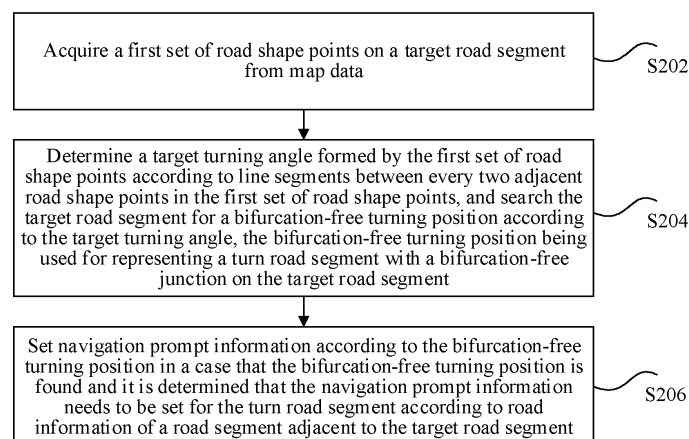 Acquire a first set of road shape points on a target road segment
from map data
S202
Determine a target turning angle formed by the first set of road
shape points according to line segments between every two adjacent
road shape points in the first set of road shape points, and search the
target road segment for a bifurcation-free turning position according
to the target turning angle, the bifurcation-free turning position being
used for representing a turn road segment with a bifurcation-free
junction on the target road segment
S204
Set navigation prompt information according to the bifurcation-free
turning position in a case that the bifurcation-free turning position is
found and it is determined that the navigation prompt information
needs to be set for the turn road segment according to road
information of a road segment adjacent to the target road segment
S206